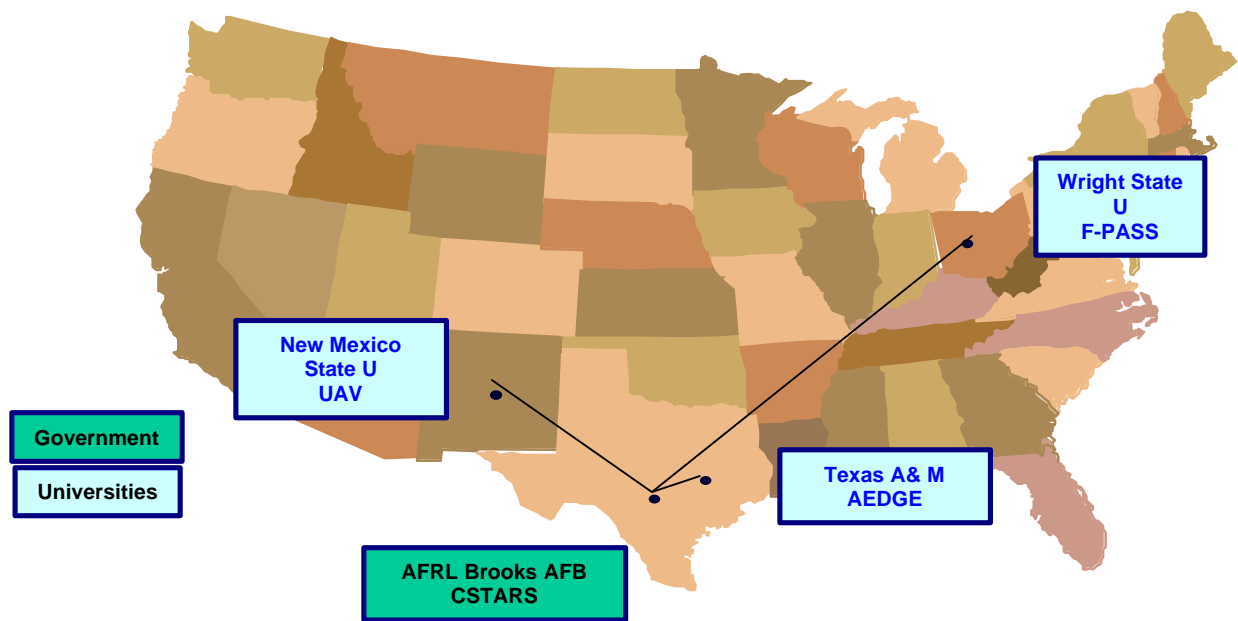 Wright State
U
F-PASS
New Mexico
State U
UAV
Government
Universities
Texas A& M
AEDGE
AFRL Brooks AFB
CSTARS